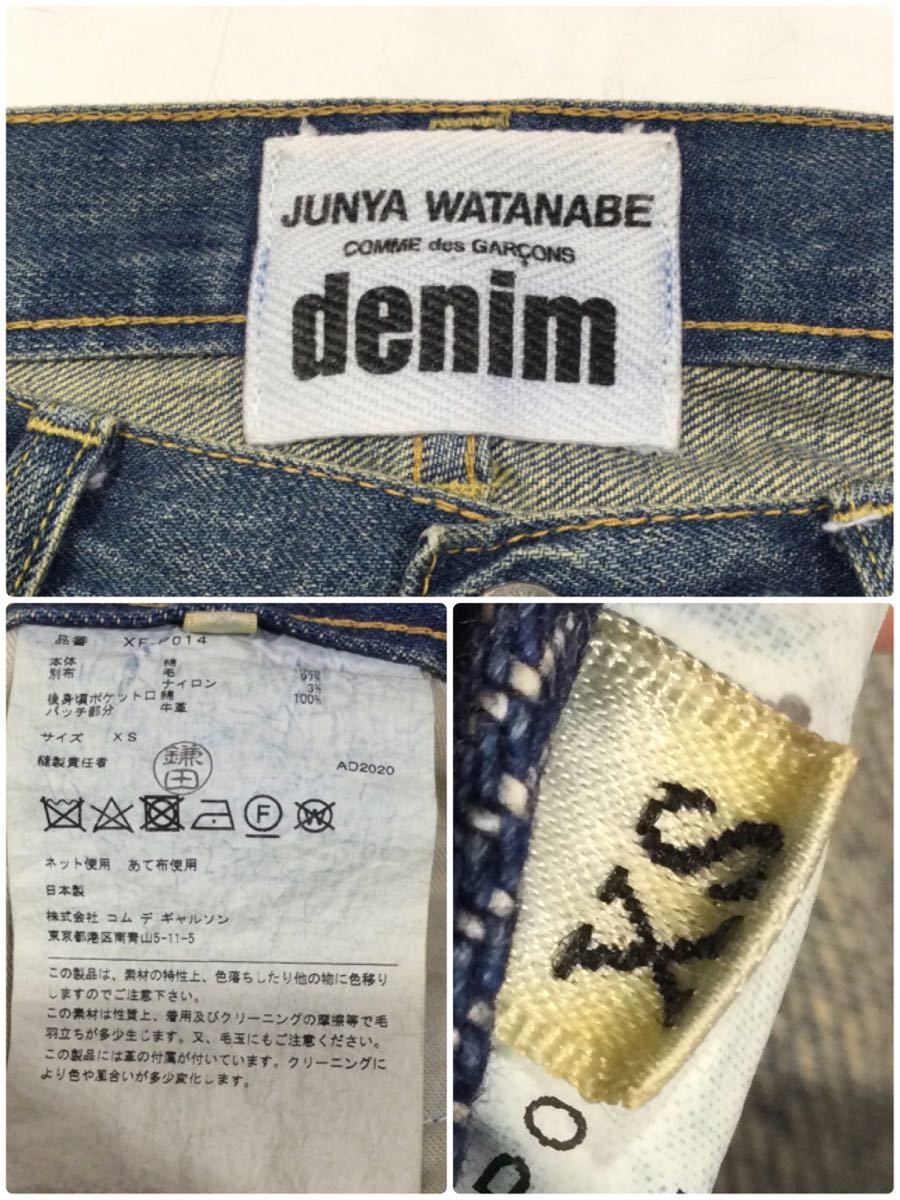 JUNYA WATANABE
COMME des GARÇONS
denim
品番 XF-P014
本体 綿
別布 毛 97%
ナイロン 3%
後身頃ポケット口 綿 100%
パッチ部分 牛革
サイズ XS
縫製責任者 鎌田 AD2020
F W
ネット使用 あて布使用
日本製
株式会社 コム デ ギャルソン
東京都港区南青山5-11-5
この製品は、素材の特性上、色落ちしたり他の物に色移り
しますのでご注意下さい。
この素材は性質上、着用及びクリーニングの摩擦等で毛
羽立ちが多少生じます。又、毛玉にもご注意ください。
この製品には革の付属が付いています。クリーニングに
より色や風合いが多少変化します。
XS